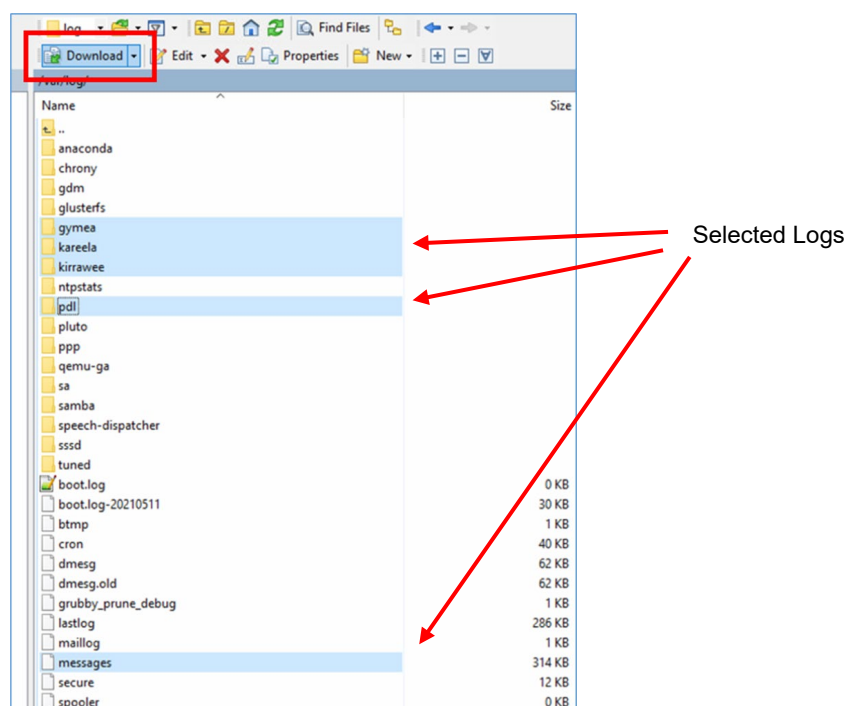 log Find Files
Download Edit Properties New
/var/log/
Name Size
..
anaconda
chrony
gdm
glusterfs
gymea
kareela
kirrawee
ntpstats
pdl
pluto
ppp
qemu-ga
sa
samba
speech-dispatcher
sssd
tuned
boot.log 0 KB
boot.log-20210511 30 KB
btmp 1 KB
cron 40 KB
dmesg 62 KB
dmesg.old 62 KB
grubby_prune_debug 1 KB
lastlog 286 KB
maillog 1 KB
messages 314 KB
secure 12 KB
spooler 0 KB
Selected Logs